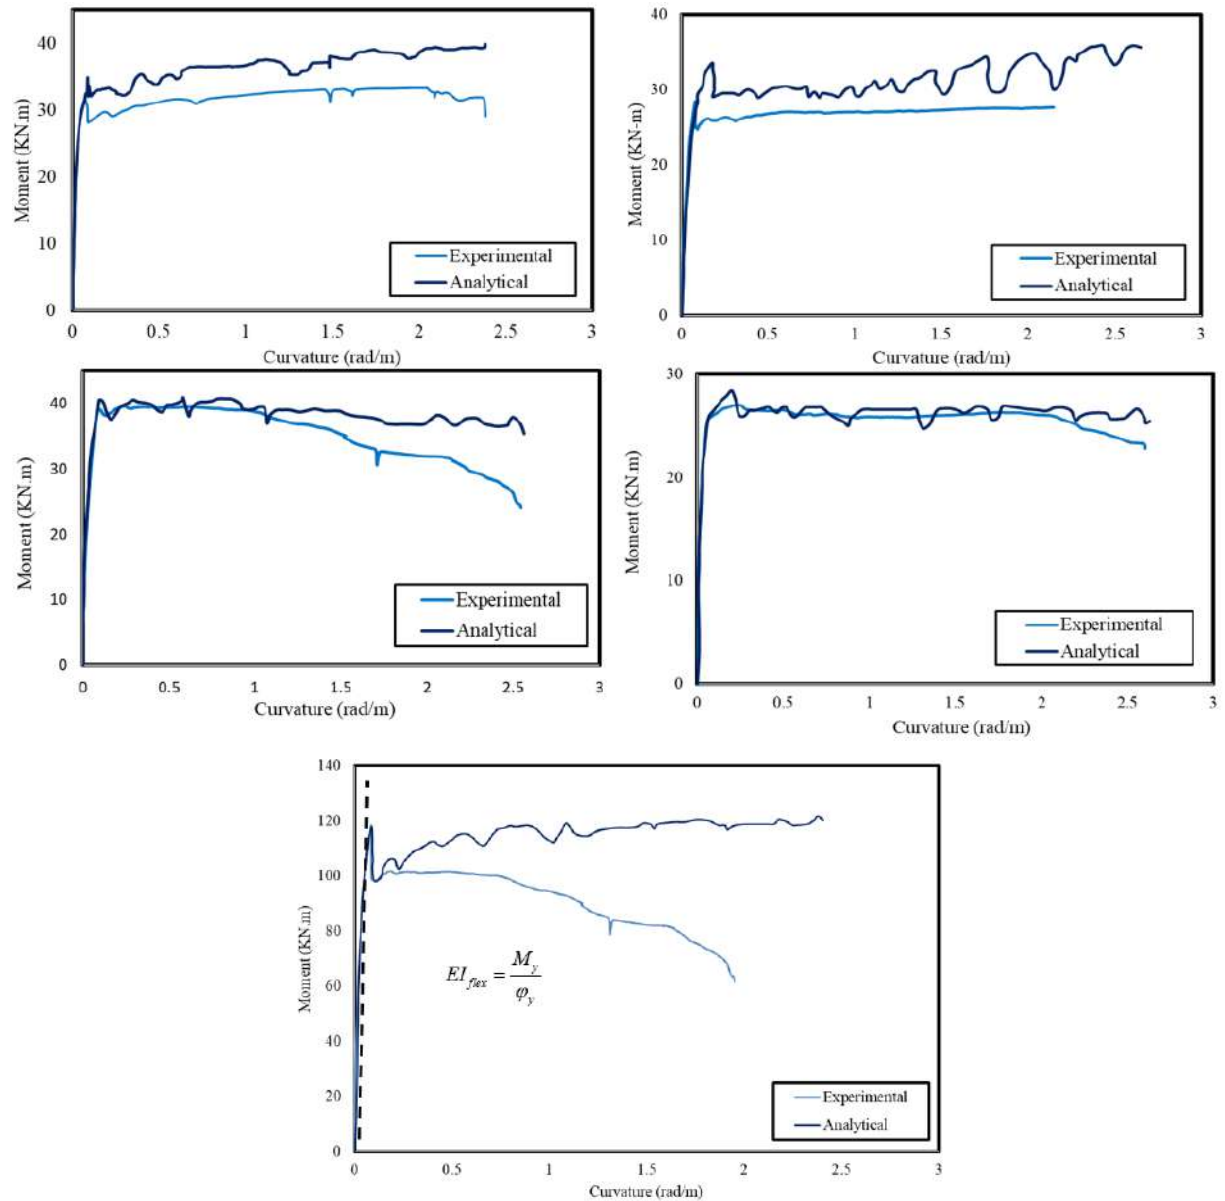 40
30
20
10
0
Moment (KN.m)
Experimental
Analytical
0 0.5 1 1.5 2 2.5 3
Curvature (rad/m)
40
30
20
10
0
Moment (KN-m)
Experimental
Analytical
0 0.5 1 1.5 2 2.5 3
Curvature (rad/m)
40
30
20
10
0
Moment (KN.m)
Experimental
Analytical
0 0.5 1 1.5 2 2.5 3
Curvature (rad/m)
30
20
10
0
Moment (KN.m)
Experimental
Analytical
0 0.5 1 1.5 2 2.5 3
Curvature (rad/m)
140
120
100
80
60
40
20
0
Moment (KN.m)
EI_{flex} = \frac{M_y}{\varphi_y}
Experimental
Analytical
0 0.5 1 1.5 2 2.5 3
Curvature (rad/m)